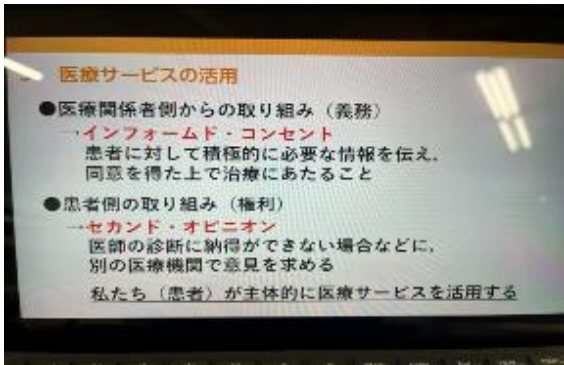 医療サービスの活用
●医療関係者側からの取り組み（義務）
→インフォームド・コンセント
患者に対して積極的に必要な情報を伝え，
同意を得た上で治療にあたること
●患者側の取り組み（権利）
→セカンド・オピニオン
医師の診断に納得ができない場合などに，
別の医療機関で意見を求める
私たち（患者）が主体的に医療サービスを活用する